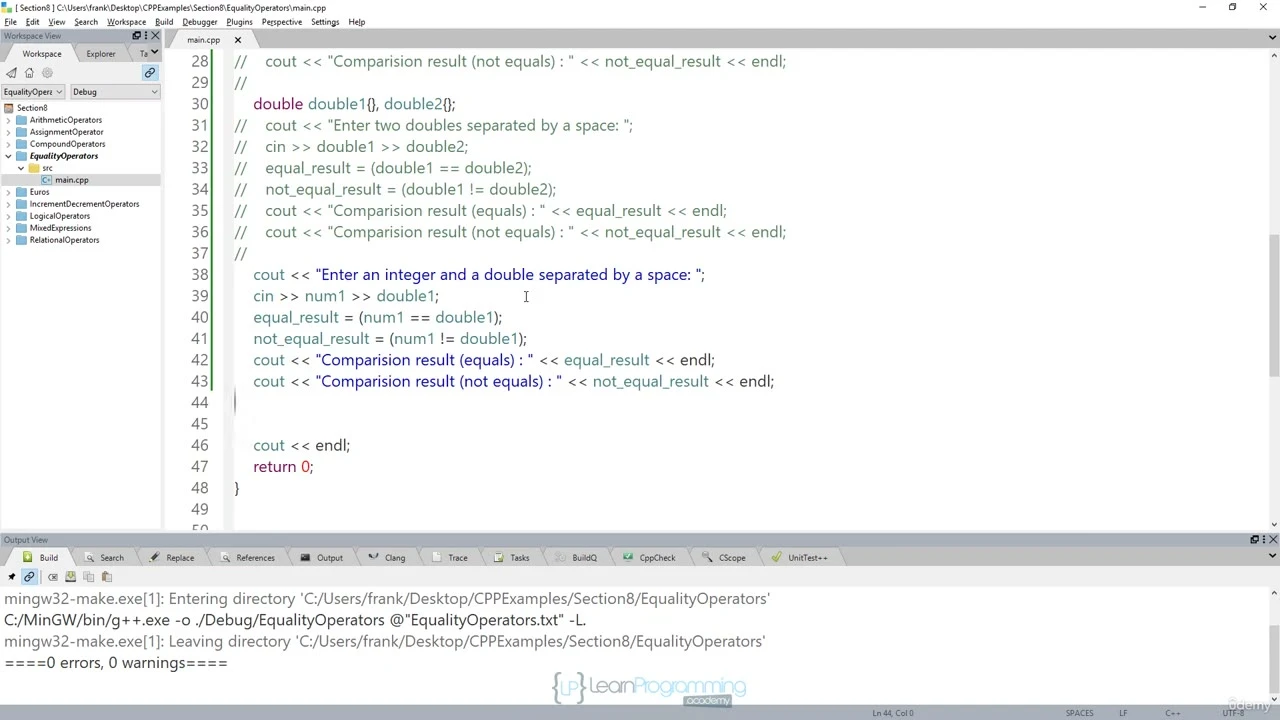 [ Section8 ] C:\Users\frank\Desktop\CPPExamples\Section8\EqualityOperators\main.cpp
File Edit View Search Workspace Build Debugger Plugins Perspective Settings Help
Workspace View
main.cpp
Workspace Explorer Ta
EqualityOpera Debug
Section8
ArithmeticOperators
AssignmentOperator
CompoundOperators
EqualityOperators
src
main.cpp
Euros
IncrementDecrementOperators
LogicalOperators
MixedExpressions
RelationalOperators
28 // cout << "Comparision result (not equals) : " << not_equal_result << endl;
29 //
30 double double1{}, double2{};
31 // cout << "Enter two doubles separated by a space: ";
32 // cin >> double1 >> double2;
33 // equal_result = (double1 == double2);
34 // not_equal_result = (double1 != double2);
35 // cout << "Comparision result (equals) : " << equal_result << endl;
36 // cout << "Comparision result (not equals) : " << not_equal_result << endl;
37 //
38 cout << "Enter an integer and a double separated by a space: ";
39 cin >> num1 >> double1;
40 equal_result = (num1 == double1);
41 not_equal_result = (num1 != double1);
42 cout << "Comparision result (equals) : " << equal_result << endl;
43 cout << "Comparision result (not equals) : " << not_equal_result << endl;
44
45
46 cout << endl;
47 return 0;
48 }
49
50
Output View
Build Search Replace References Output Clang Trace Tasks BuildQ CppCheck CScope UnitTest++
mingw32-make.exe[1]: Entering directory 'C:/Users/frank/Desktop/CPPExamples/Section8/EqualityOperators'
C:/MinGW/bin/g++.exe -o ./Debug/EqualityOperators @"EqualityOperators.txt" -L.
mingw32-make.exe[1]: Leaving directory 'C:/Users/frank/Desktop/CPPExamples/Section8/EqualityOperators'
====0 errors, 0 warnings====
{LP} LearnProgramming
academy
Ln 44, Col 0 SPACES LF C++ UTF-8
ûdemy